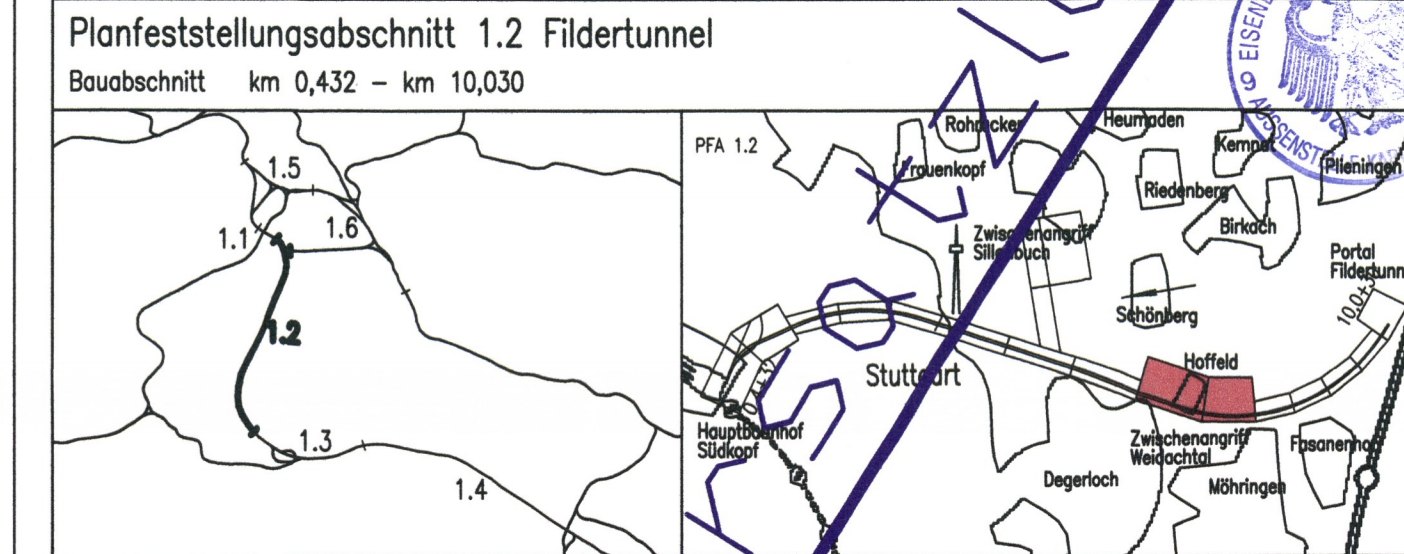 Planfeststellungsabschnitt 1.2 Fildertunnel
Bauabschnitt km 0,432 – km 10,030
1.5
1.6
1.1
1.2
1.3
1.4
PFA 1.2
Rohracker
Heumaden
Frauenkopf
Riedenberg
Plieningen
Birkach
Zwischenangriff
Sillenbuch
Schönberg
Portal
Hoffeld
Stuttgart
Hauptbahnhof
Südkopf
Zwischenangriff
Weidachtal
Fasanenhof
Degerloch
Möhringen